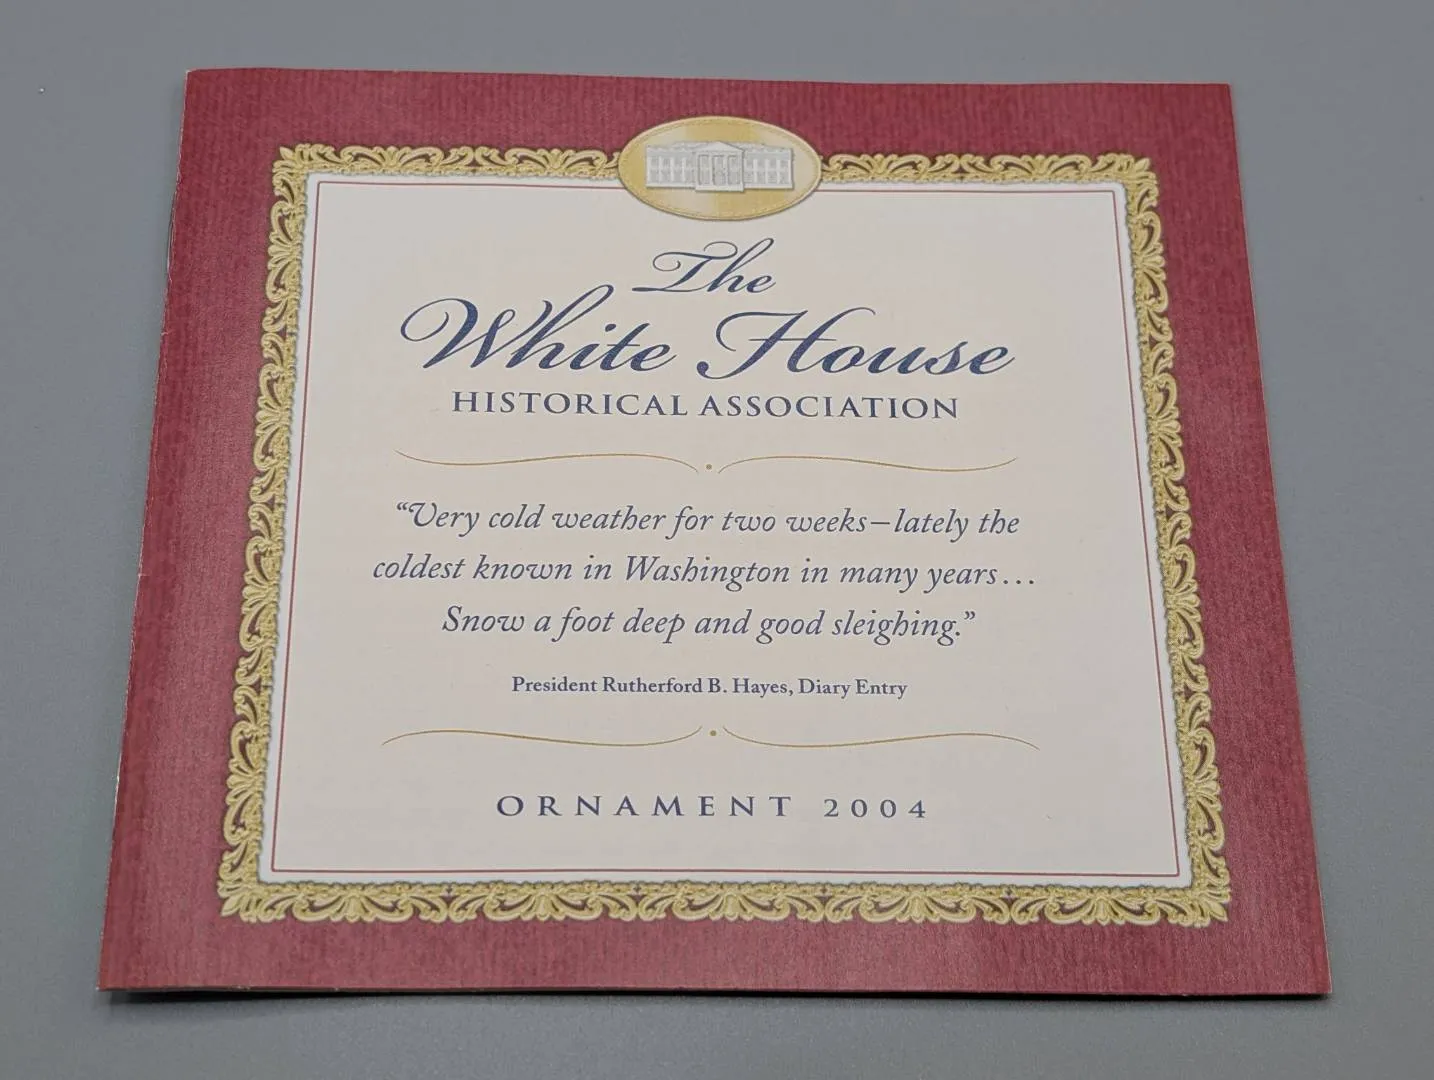 The
White House
HISTORICAL ASSOCIATION
“Very cold weather for two weeks–lately the
coldest known in Washington in many years...
Snow a foot deep and good sleighing.”
President Rutherford B. Hayes, Diary Entry
ORNAMENT 2004